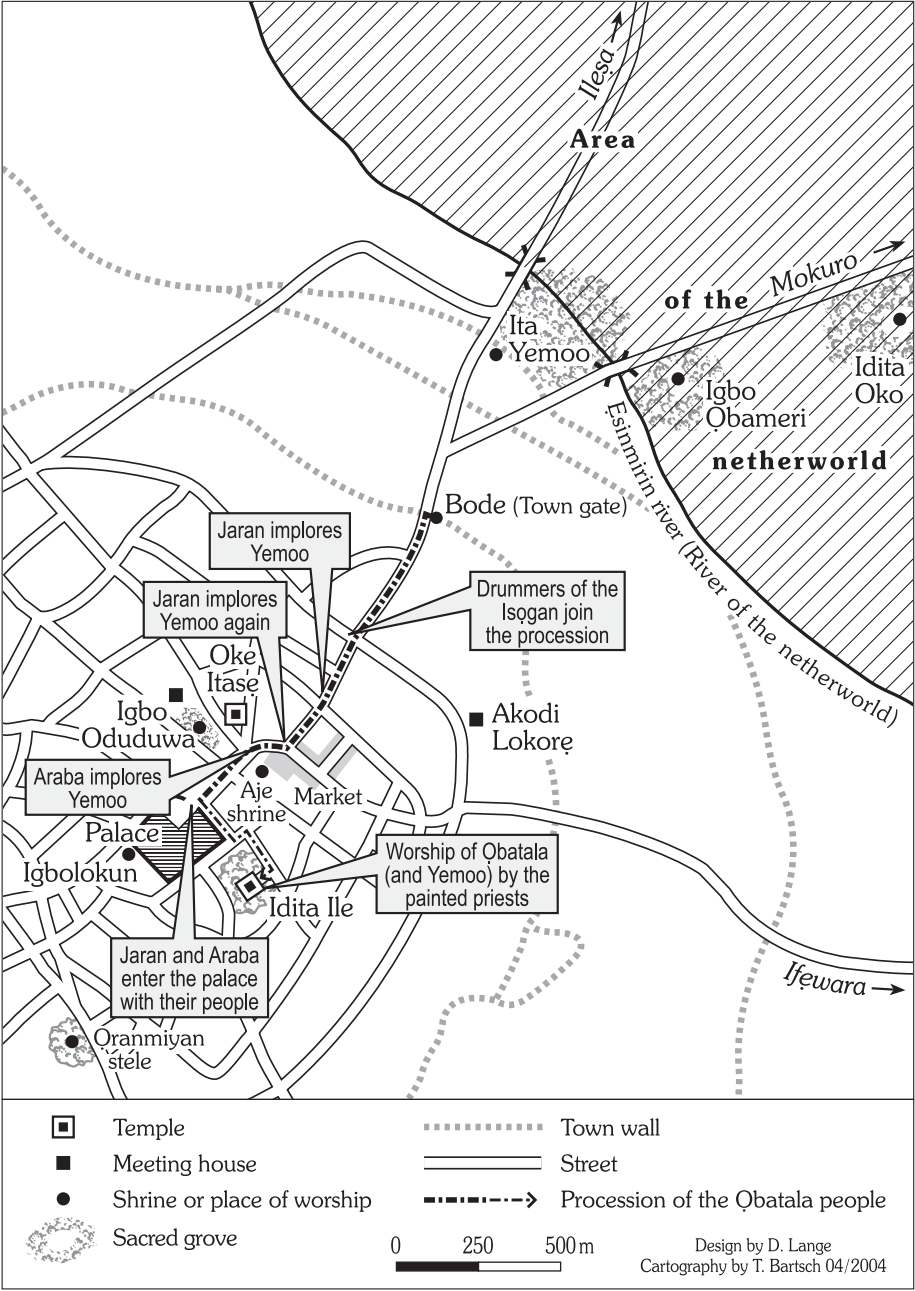 Ileṣa
Area
of the
netherworld
Mokuro
Ita
Yemoo
Igbo
Ọbameri
Idita
Oko
Ẹsinmirin river (River of the netherworld)
Bode (Town gate)
Jaran implores
Yemoo
Jaran implores
Yemoo again
Drummers of the
Isọgan join
the procession
Oke
Itasẹ
Igbo
Oduduwa
Akodi
Lokorẹ
Araba implores
Yemoo
Aje
shrine
Market
Palace
Igbolokun
Worship of Ọbatala
(and Yemoo) by the
painted priests
Idita Ile
Jaran and Araba
enter the palace
with their people
Ifẹwara
Ọranmiyan
stele
Temple
Meeting house
Shrine or place of worship
Sacred grove
Town wall
Street
Procession of the Ọbatala people
0 250 500 m
Design by D. Lange
Cartography by T. Bartsch 04/2004